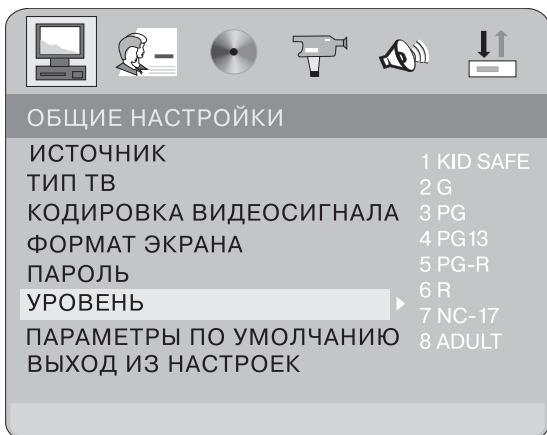 ОБЩИЕ НАСТРОЙКИ
ИСТОЧНИК
ТИП ТВ
КОДИРОВКА ВИДЕОСИГНАЛА
ФОРМАТ ЭКРАНА
ПАРОЛЬ
УРОВЕНЬ
ПАРАМЕТРЫ ПО УМОЛЧАНИЮ
ВЫХОД ИЗ НАСТРОЕК
1 KID SAFE
2 G
3 PG
4 PG13
5 PG-R
6 R
7 NC-17
8 ADULT